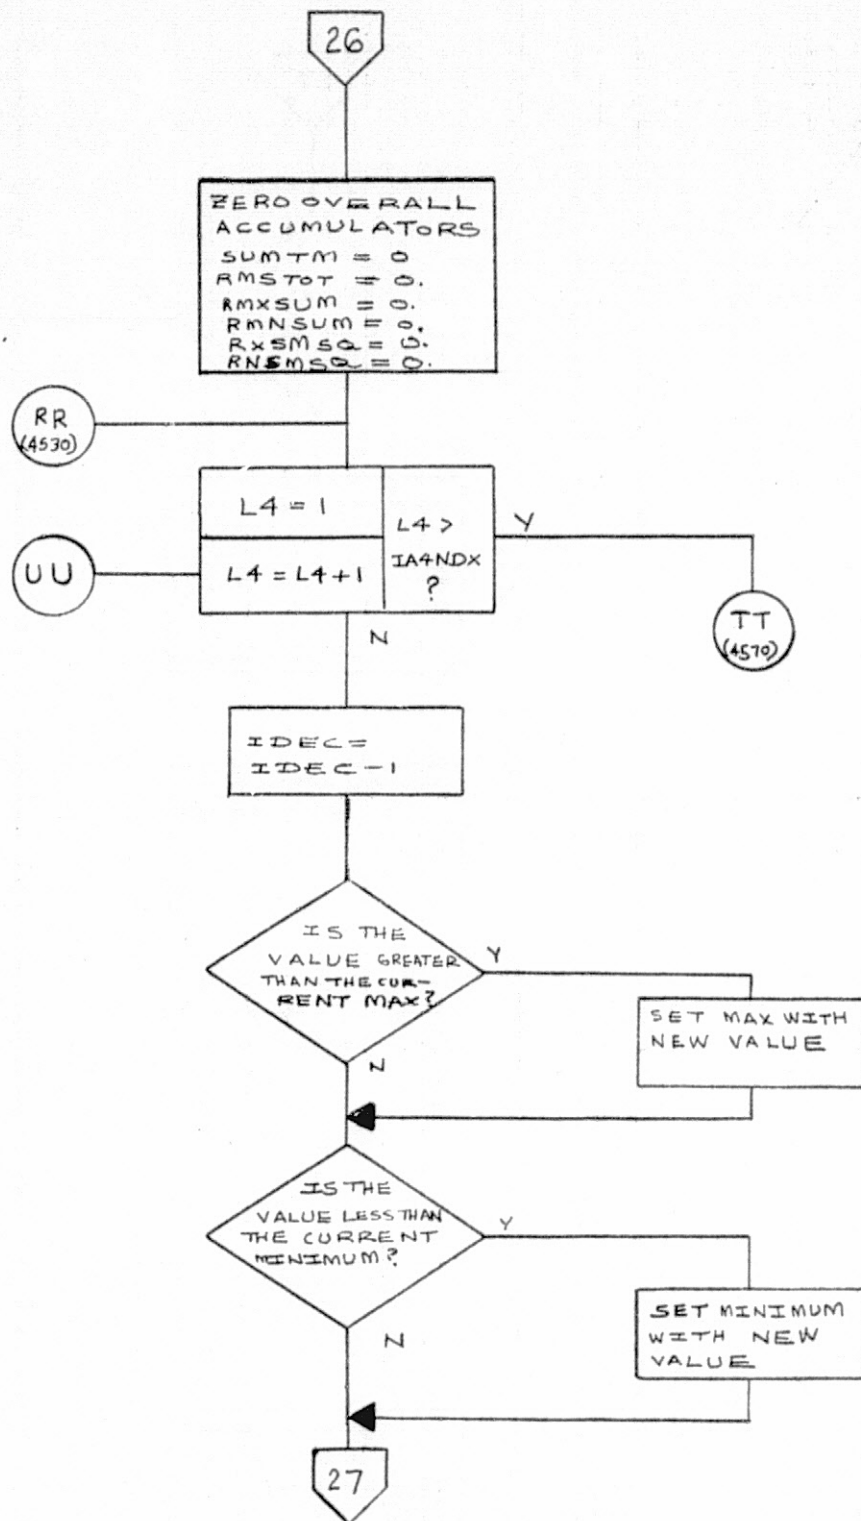 26
ZERO OVERALL
ACCUMULATORS
SUMTM = 0
RMSTOT = 0.
RMXSUM = 0.
RMNSUM = 0.
RXSMSQ = 0.
RNSMSQ = 0.
RR
(4530)
L4 = 1
L4 >
IA4NDX
?
Y
UU
L4 = L4+1
N
TT
(4570)
IDEC=
IDEC-1
IS THE
VALUE GREATER
THAN THE CUR-
RENT MAX?
Y
SET MAX WITH
NEW VALUE
N
IS THE
VALUE LESS THAN
THE CURRENT
MINIMUM?
Y
SET MINIMUM
WITH NEW
VALUE
N
27